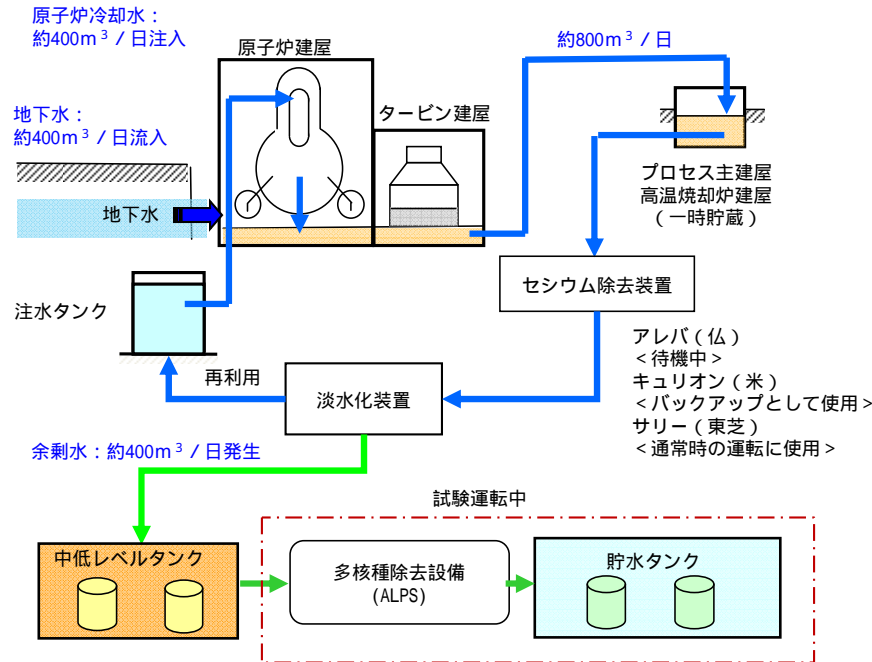 原子炉冷却水：
約400m³／日注入
原子炉建屋
約800m³／日
地下水：
約400m³／日流入
タービン建屋
プロセス主建屋
高温焼却炉建屋
（一時貯蔵）
地下水
セシウム除去装置
注水タンク
アレバ（仏）
＜待機中＞
キュリオン（米）
＜バックアップとして使用＞
サリー（東芝）
＜通常時の運転に使用＞
再利用
淡水化装置
余剰水：約400m³／日発生
試験運転中
中低レベルタンク
多核種除去設備
(ALPS)
貯水タンク